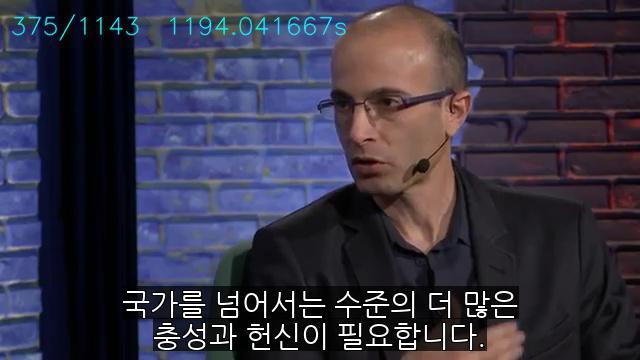 375/1143 1194.041667s
국가를 넘어서는 수준의 더 많은
충성과 헌신이 필요합니다.